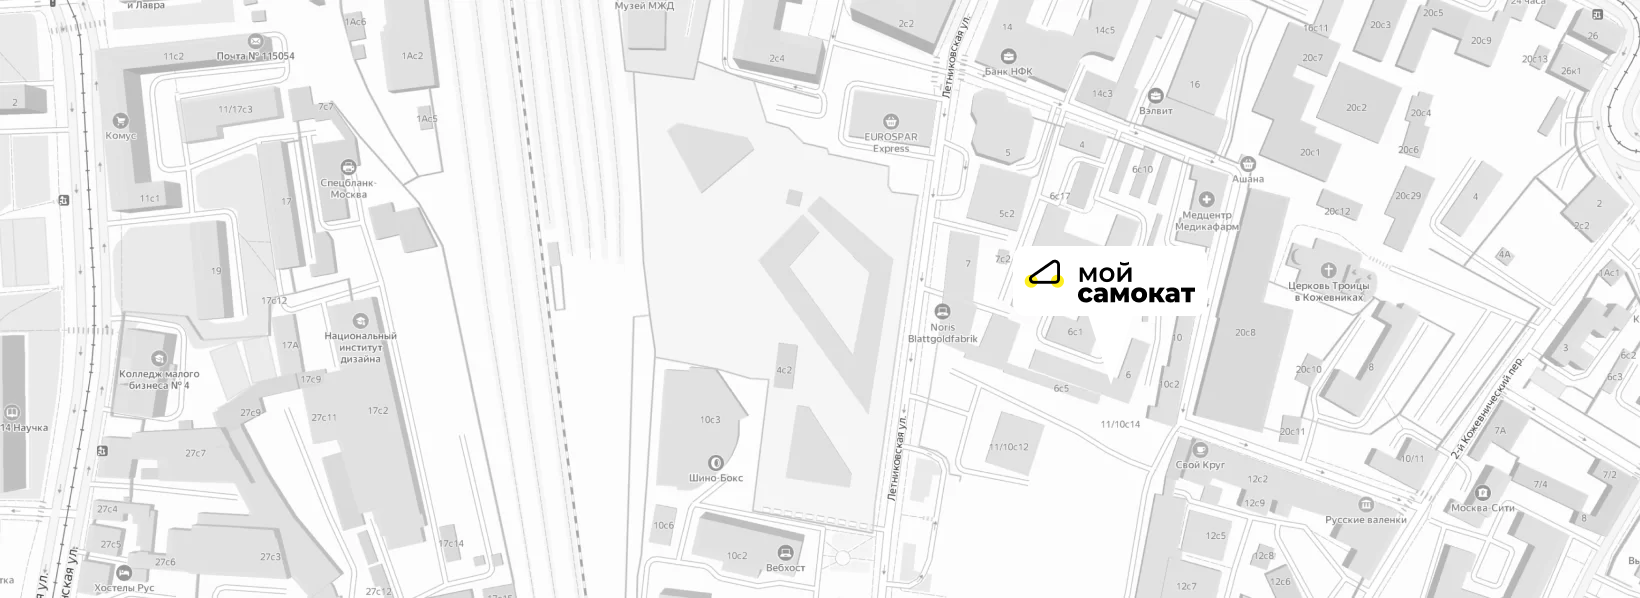 и Лавра
1Ас6
Музей МЖД
2с2
14
14с5
16с11
20с3
20с5
24 часа
26
11с2
Почта № 115054
1Ас2
2с4
Летниковская ул.
Банк НФК
20с7
20с9
20с13
26к1
2
11/17с3
7с7
1Ас5
14с3
Вэлвит
16
20с2
20с4
Комус
EUROSPAR
Express
5
4
20с1
20с6
Спецбланк-
Москва
6с10
Ашана
11с1
17
5с2
6с17
Медцентр
Медикафарм
20с12
20с29
4
2
2с2
19
7
7с2
МОЙ
самокат
Церковь Троицы
в Кожевниках
4А
1Ас1
17с12
Национальный
институт
дизайна
17А
Noris
Blattgoldfabrik
6с1
10
20с8
3
6с2
Колледж малого
бизнеса № 4
17с9
4с2
6с5
6
10с2
20с10
8
6с3
14 Научка
27с9
27с11
17с2
10с3
11/10с14
20с11
7А
2-й Кожевнический пер.
27с7
Шино-Бокс
Летниковская ул.
11/10с12
Свой Круг
10/11
12с2
12с9
7/4
7/2
Москва-Сити
8
27с4
27с5
27с6
27с3
17с14
10с6
10с2
Вебхост
Русские валенки
12с5
12с8
12с6
12с7
Хостелы Рус
27с12